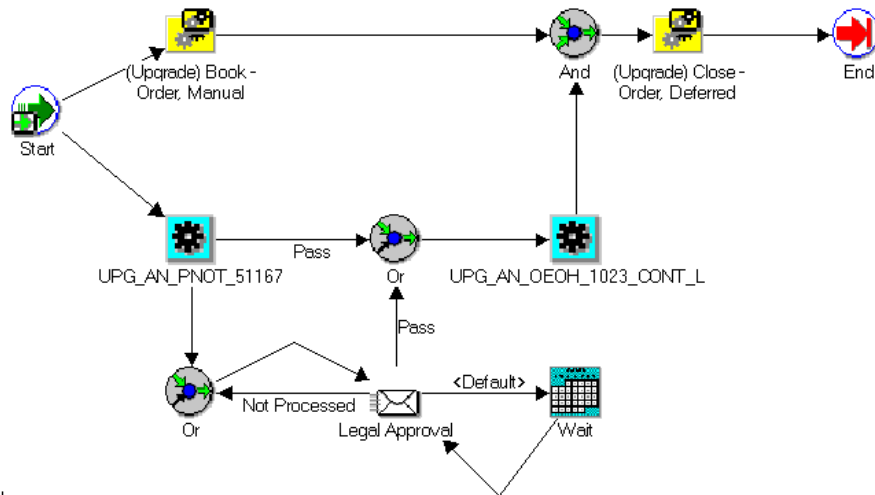 (Upgrade) Book -
Order, Manual
And
(Upgrade) Close -
Order, Deferred
End
Start
UPG_AN_PNOT_51167
Pass
Or
UPG_AN_OEOH_1023_CONT_L
Pass
Or
Not Processed
Legal Approval
<Default>
Wait